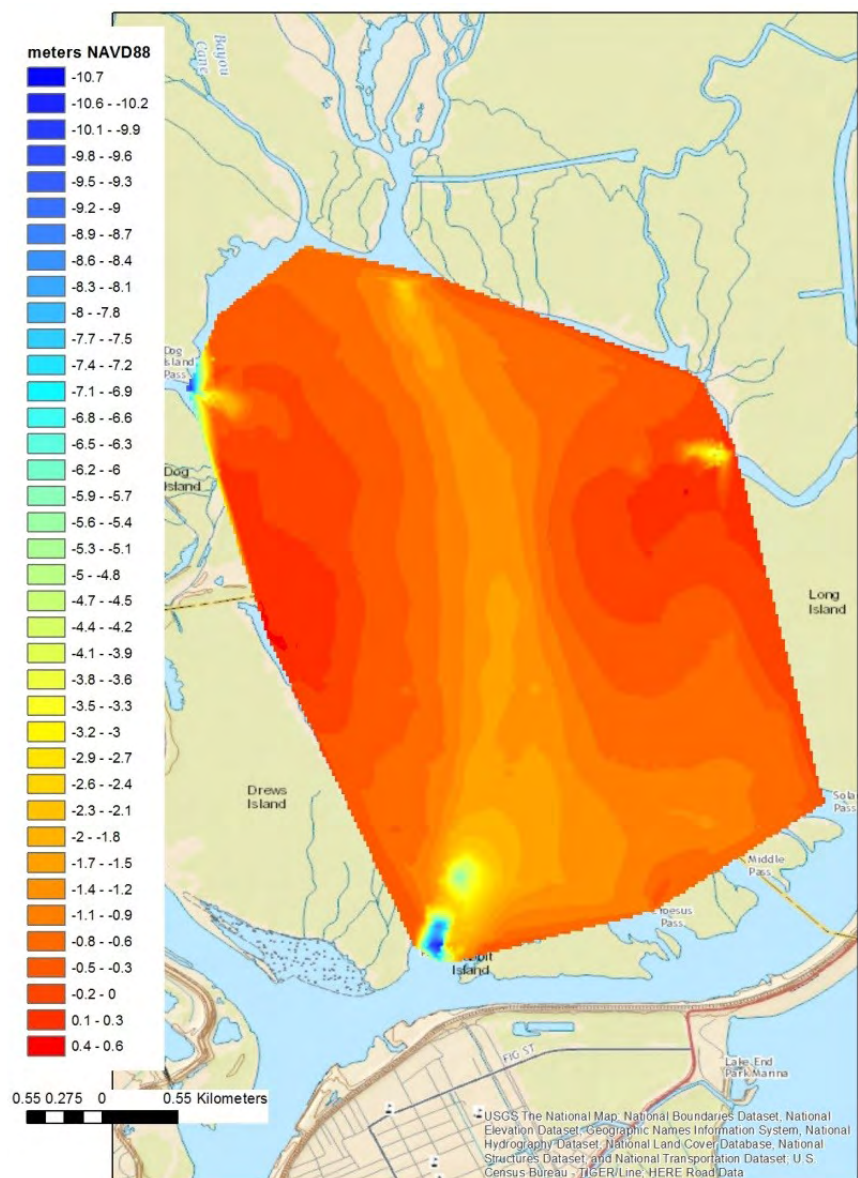 meters NAVD88
-10.7
-10.6 - -10.2
-10.1 - -9.9
-9.8 - -9.6
-9.5 - -9.3
-9.2 - -9
-8.9 - -8.7
-8.6 - -8.4
-8.3 - -8.1
-8 - -7.8
-7.7 - -7.5
-7.4 - -7.2
-7.1 - -6.9
-6.8 - -6.6
-6.5 - -6.3
-6.2 - -6
-5.9 - -5.7
-5.6 - -5.4
-5.3 - -5.1
-5 - -4.8
-4.7 - -4.5
-4.4 - -4.2
-4.1 - -3.9
-3.8 - -3.6
-3.5 - -3.3
-3.2 - -3
-2.9 - -2.7
-2.6 - -2.4
-2.3 - -2.1
-2 - -1.8
-1.7 - -1.5
-1.4 - -1.2
-1.1 - -0.9
-0.8 - -0.6
-0.5 - -0.3
-0.2 - 0
0.1 - 0.3
0.4 - 0.6
Bayou
Cane
Dog
Island
Pass
Dog
Island
Long
Island
Drews
Island
Middle
Pass
Pass
Island
FIG ST
Lake End
Park Marina
0.55 0.275 0 0.55 Kilometers
USGS The National Map: National Boundaries Dataset, National
Elevation Dataset, Geographic Names Information System, National
Hydrography Dataset, National Land Cover Database, National
Structures Dataset, and National Transportation Dataset; U.S.
Census Bureau - TIGER/Line; HERE Road Data